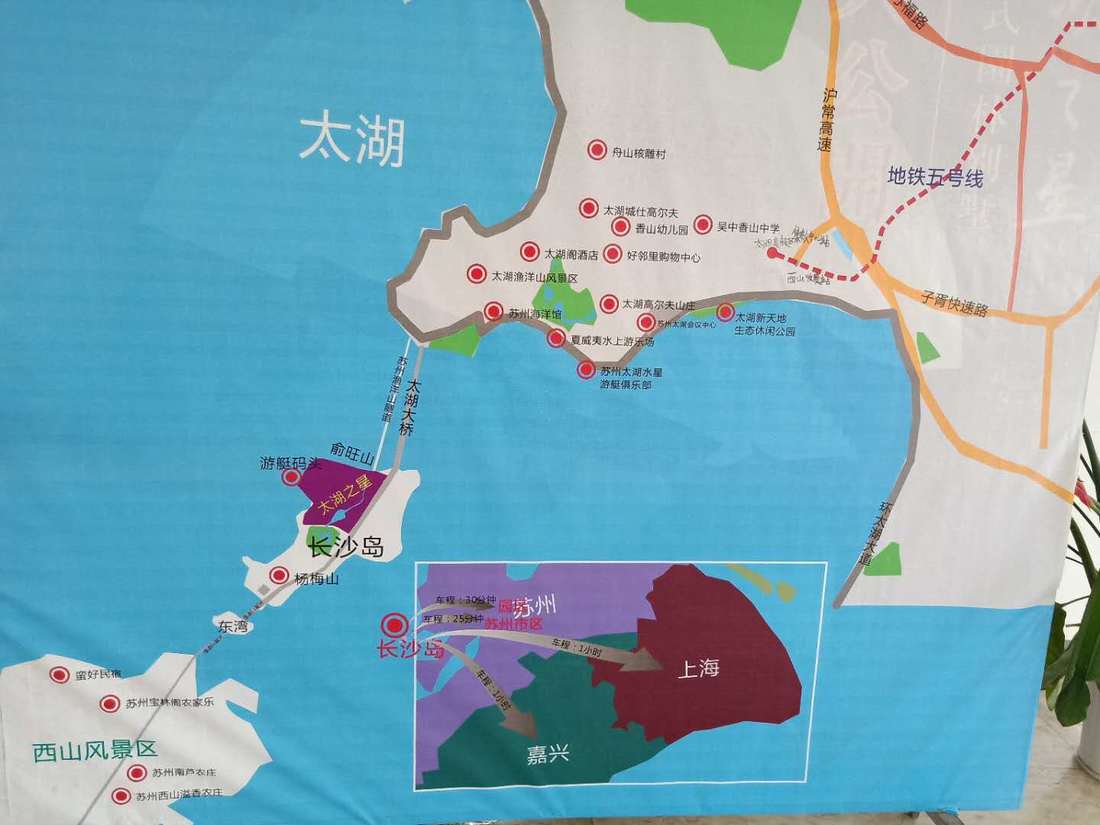 东福路
太湖
沪常高速
舟山核雕村
地铁五号线
太湖城仕高尔夫
香山幼儿园
吴中香山中学
太湖阁酒店
好邻里购物中心
太湖渔洋山风景区
子胥快速路
苏州海洋馆
太湖高尔夫山庄
苏州太湖会议中心
太湖新天地
生态休闲公园
夏威夷水上游乐场
苏州太湖水星
游艇俱乐部
苏州渔洋山隧道
太湖大桥
俞旺山
游艇码头
太湖之星
长沙岛
环太湖大道
杨梅山
东湾
车程：30分钟
园区
苏州
车程：25分钟
苏州市区
长沙岛
车程：1小时
上海
车程：1小时
嘉兴
蛮好民宿
苏州宝林阁农家乐
西山风景区
苏州南芦农庄
苏州西山溢香农庄